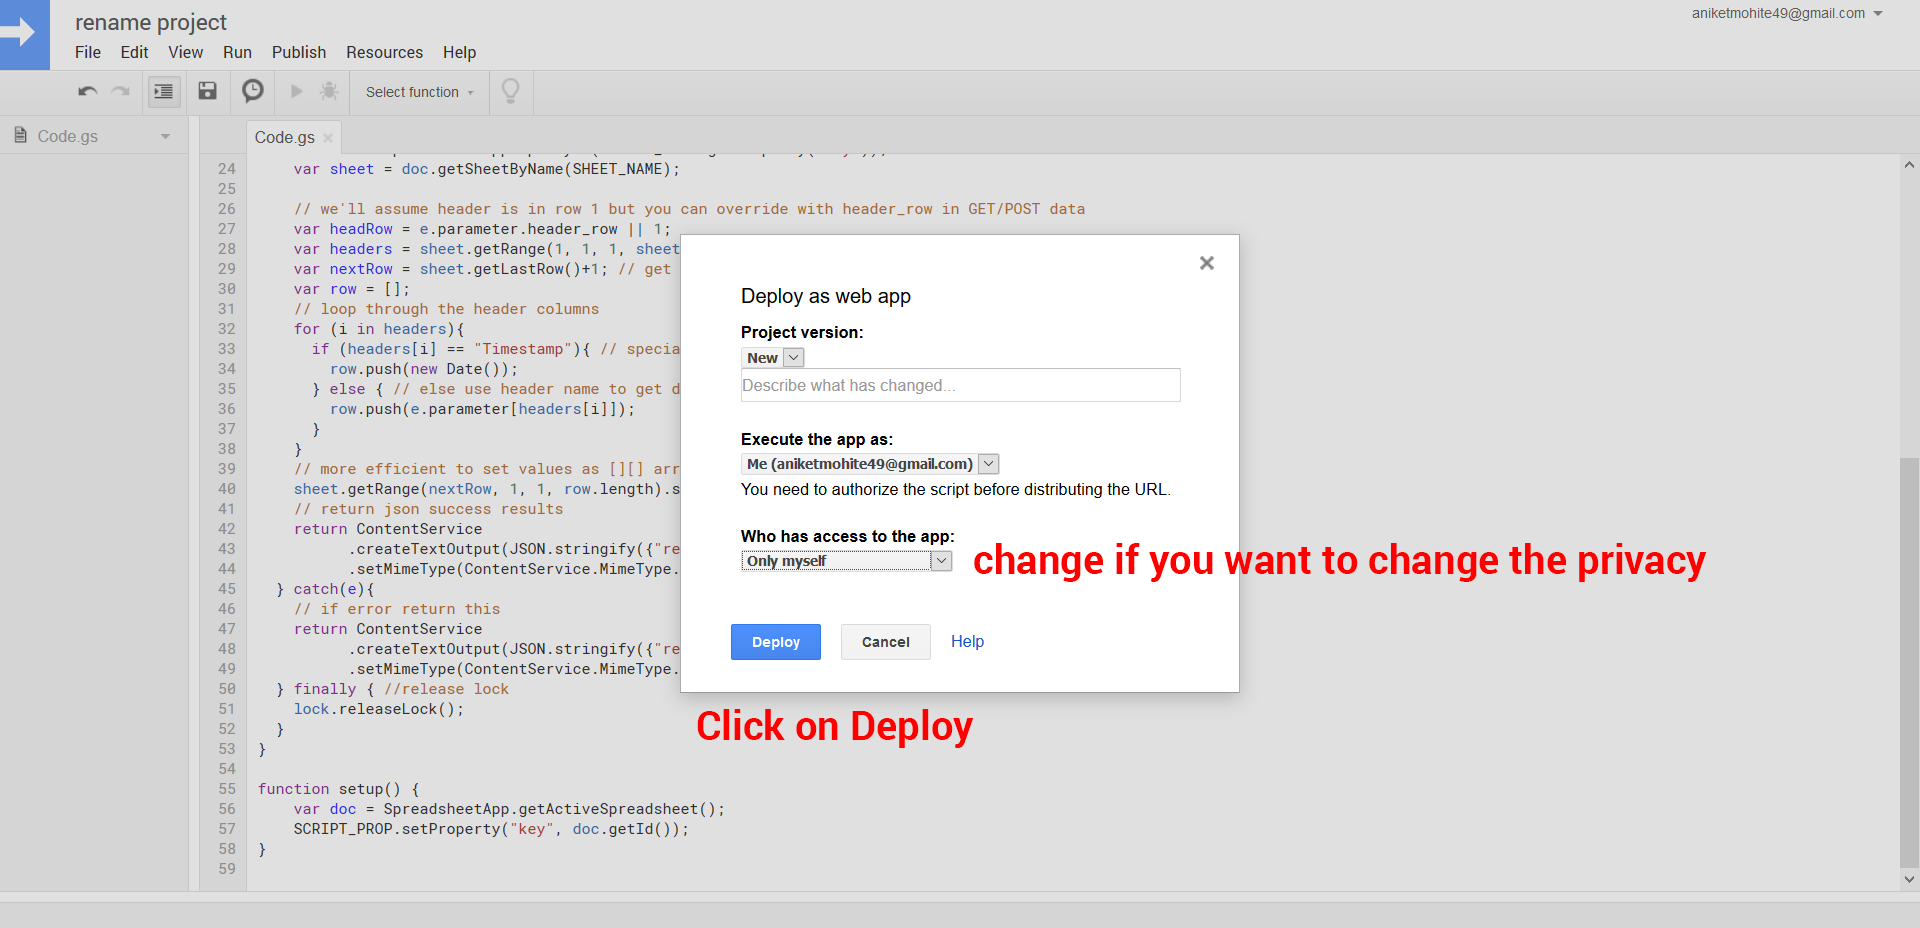 rename project
aniketmohite49@gmail.com
File Edit View Run Publish Resources Help
Select function
Code.gs
Code.gs
24 var sheet = doc.getSheetByName(SHEET_NAME);
25
26 // we'll assume header is in row 1 but you can override with header_row in GET/POST data
27 var headRow = e.parameter.header_row || 1;
28 var headers = sheet.getRange(1, 1, 1, sheet
29 var nextRow = sheet.getLastRow()+1; // get
30 var row = [];
31 // loop through the header columns
32 for (i in headers){
33 if (headers[i] == "Timestamp"){ // specia
34 row.push(new Date());
35 } else { // else use header name to get d
36 row.push(e.parameter[headers[i]]);
37 }
38 }
39 // more efficient to set values as [][] arr
40 sheet.getRange(nextRow, 1, 1, row.length).s
41 // return json success results
42 return ContentService
43 .createTextOutput(JSON.stringify({"re
44 .setMimeType(ContentService.MimeType.
45 } catch(e){
46 // if error return this
47 return ContentService
48 .createTextOutput(JSON.stringify({"re
49 .setMimeType(ContentService.MimeType.
50 } finally { //release lock
51 lock.releaseLock();
52 }
53 }
54
55 function setup() {
56 var doc = SpreadsheetApp.getActiveSpreadsheet();
57 SCRIPT_PROP.setProperty("key", doc.getId());
58 }
59
Deploy as web app
Project version:
New
Describe what has changed...
Execute the app as:
Me (aniketmohite49@gmail.com)
You need to authorize the script before distributing the URL.
Who has access to the app:
Only myself
change if you want to change the privacy
Deploy Cancel Help
Click on Deploy